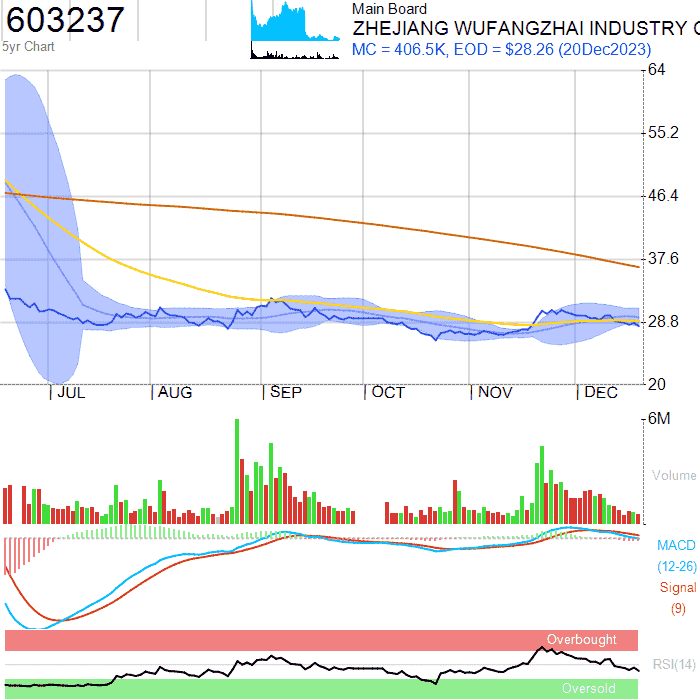 603237
5yr Chart
Main Board
ZHEJIANG WUFANGZHAI INDUSTRY C
MC = 406.5K, EOD = $28.26 (20Dec2023)
64
55.2
46.4
37.6
28.8
20
JUL
AUG
SEP
OCT
NOV
DEC
6M
Volume
MACD
(12-26)
Signal
(9)
Overbought
RSI(14)
Oversold